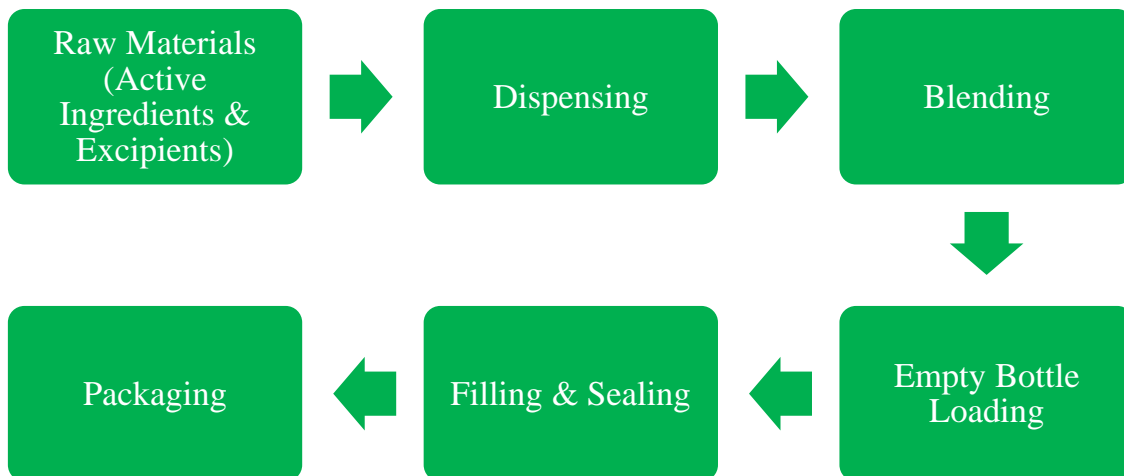 Raw Materials
(Active
Ingredients &
Excipients)
Dispensing
Blending
Empty Bottle
Loading
Filling & Sealing
Packaging